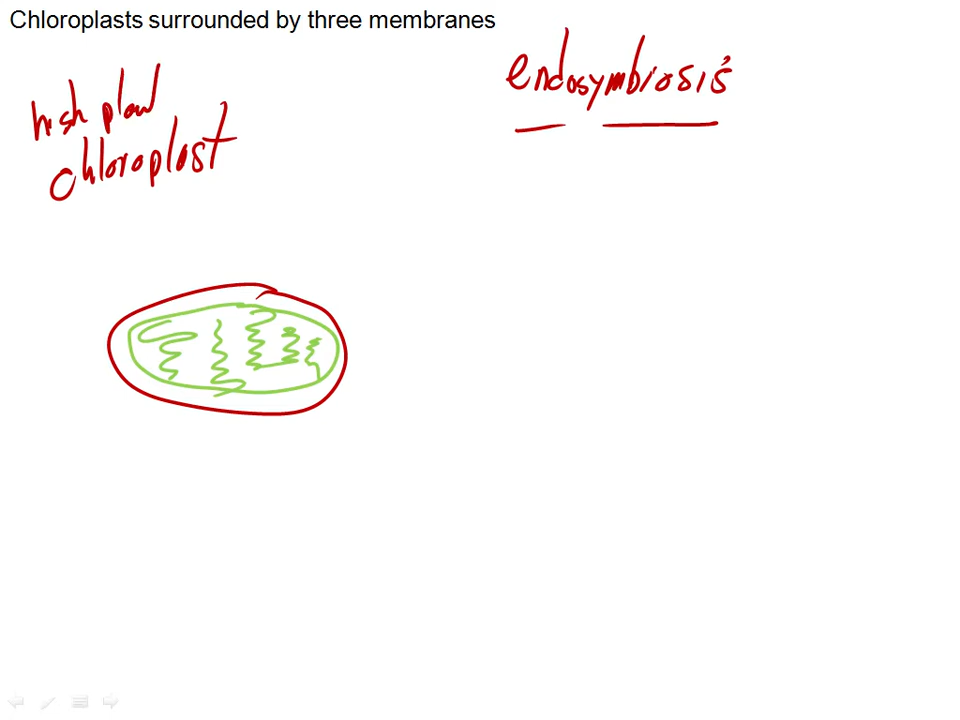 Chloroplasts surrounded by three membranes
endosymbiosis
chloroplast